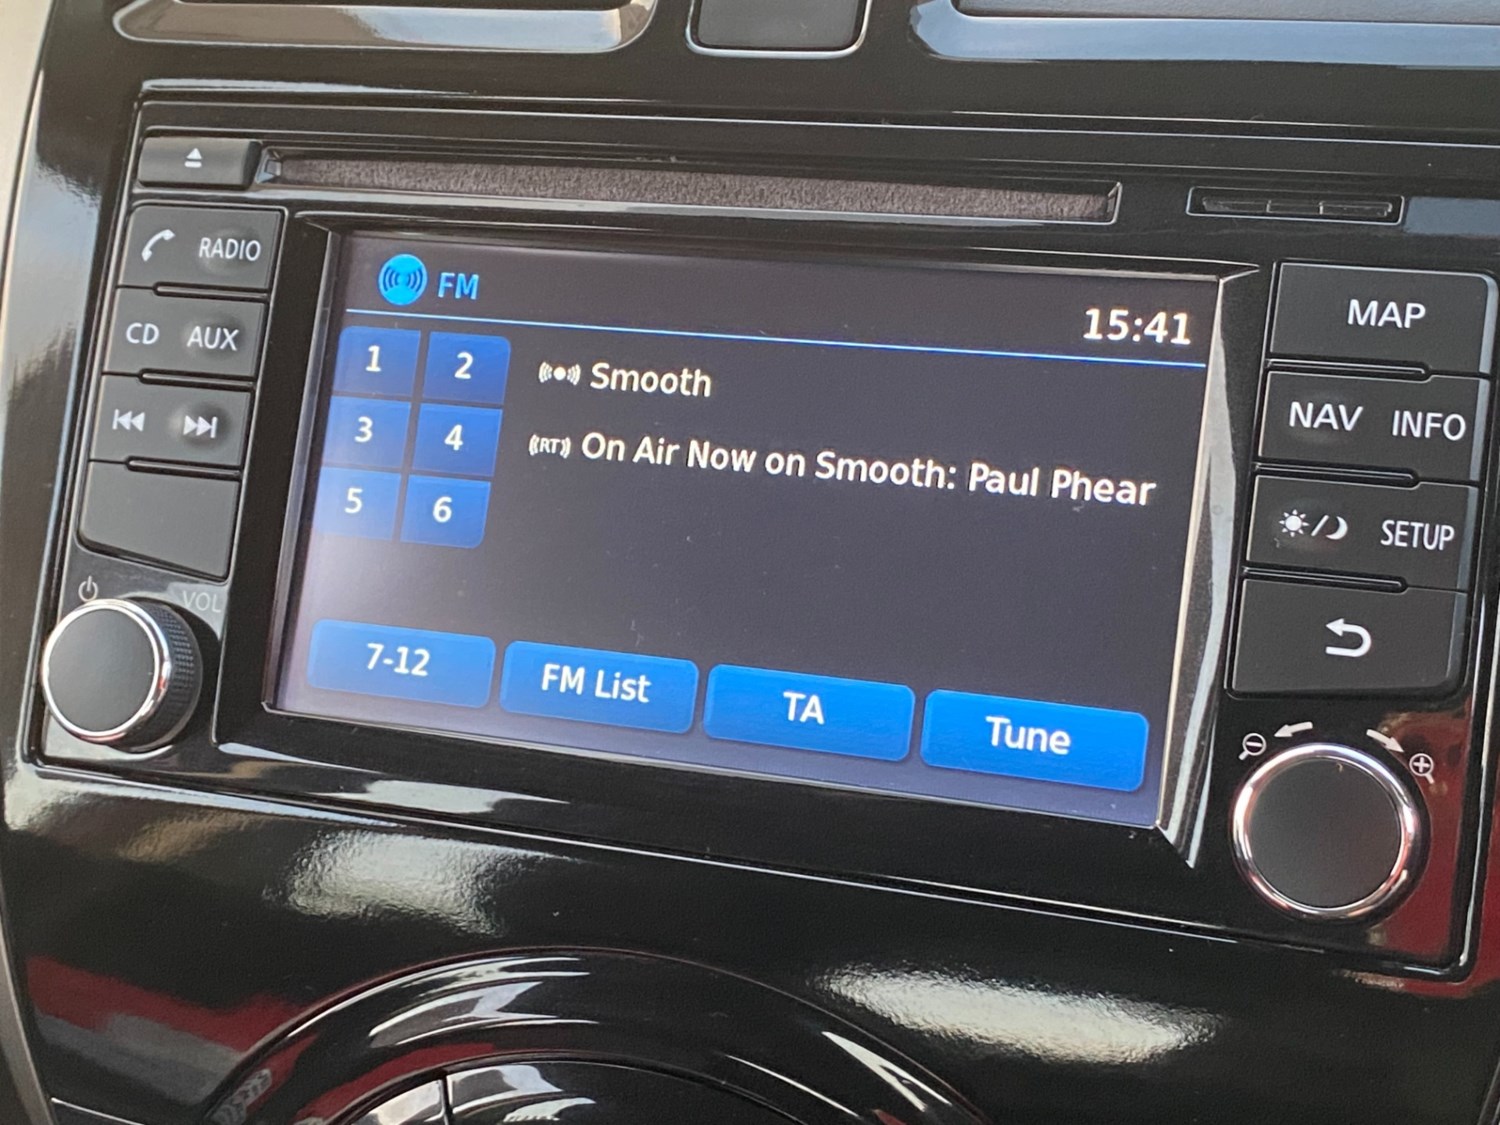 RADIO
CD AUX
VOL
FM
15:41
1 2
3 4
5 6
Smooth
RT On Air Now on Smooth: Paul Phear
7-12
FM List
TA
Tune
MAP
NAV INFO
SETUP